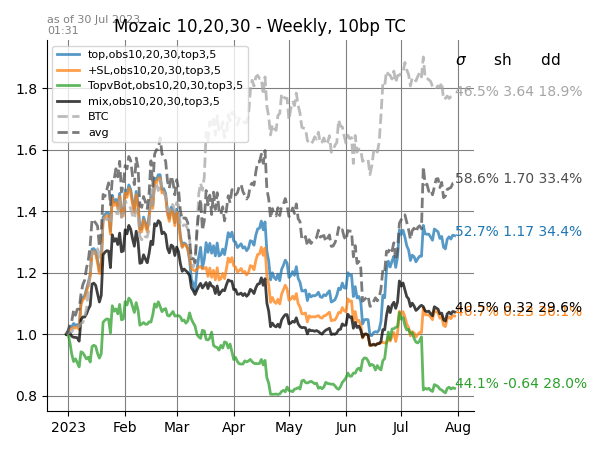 as of 30 Jul 2023
01:31
Mozaic 10,20,30 - Weekly, 10bp TC
σ sh dd
top,obs10,20,30,top3,5
+SL,obs10,20,30,top3,5
TopvBot,obs10,20,30,top3,5
mix,obs10,20,30,top3,5
BTC
avg
46.5% 3.64 18.9%
58.6% 1.70 33.4%
52.7% 1.17 34.4%
40.5% 0.32 29.6%
44.1% -0.64 28.0%
1.8
1.6
1.4
1.2
1.0
0.8
2023 Feb Mar Apr May Jun Jul Aug